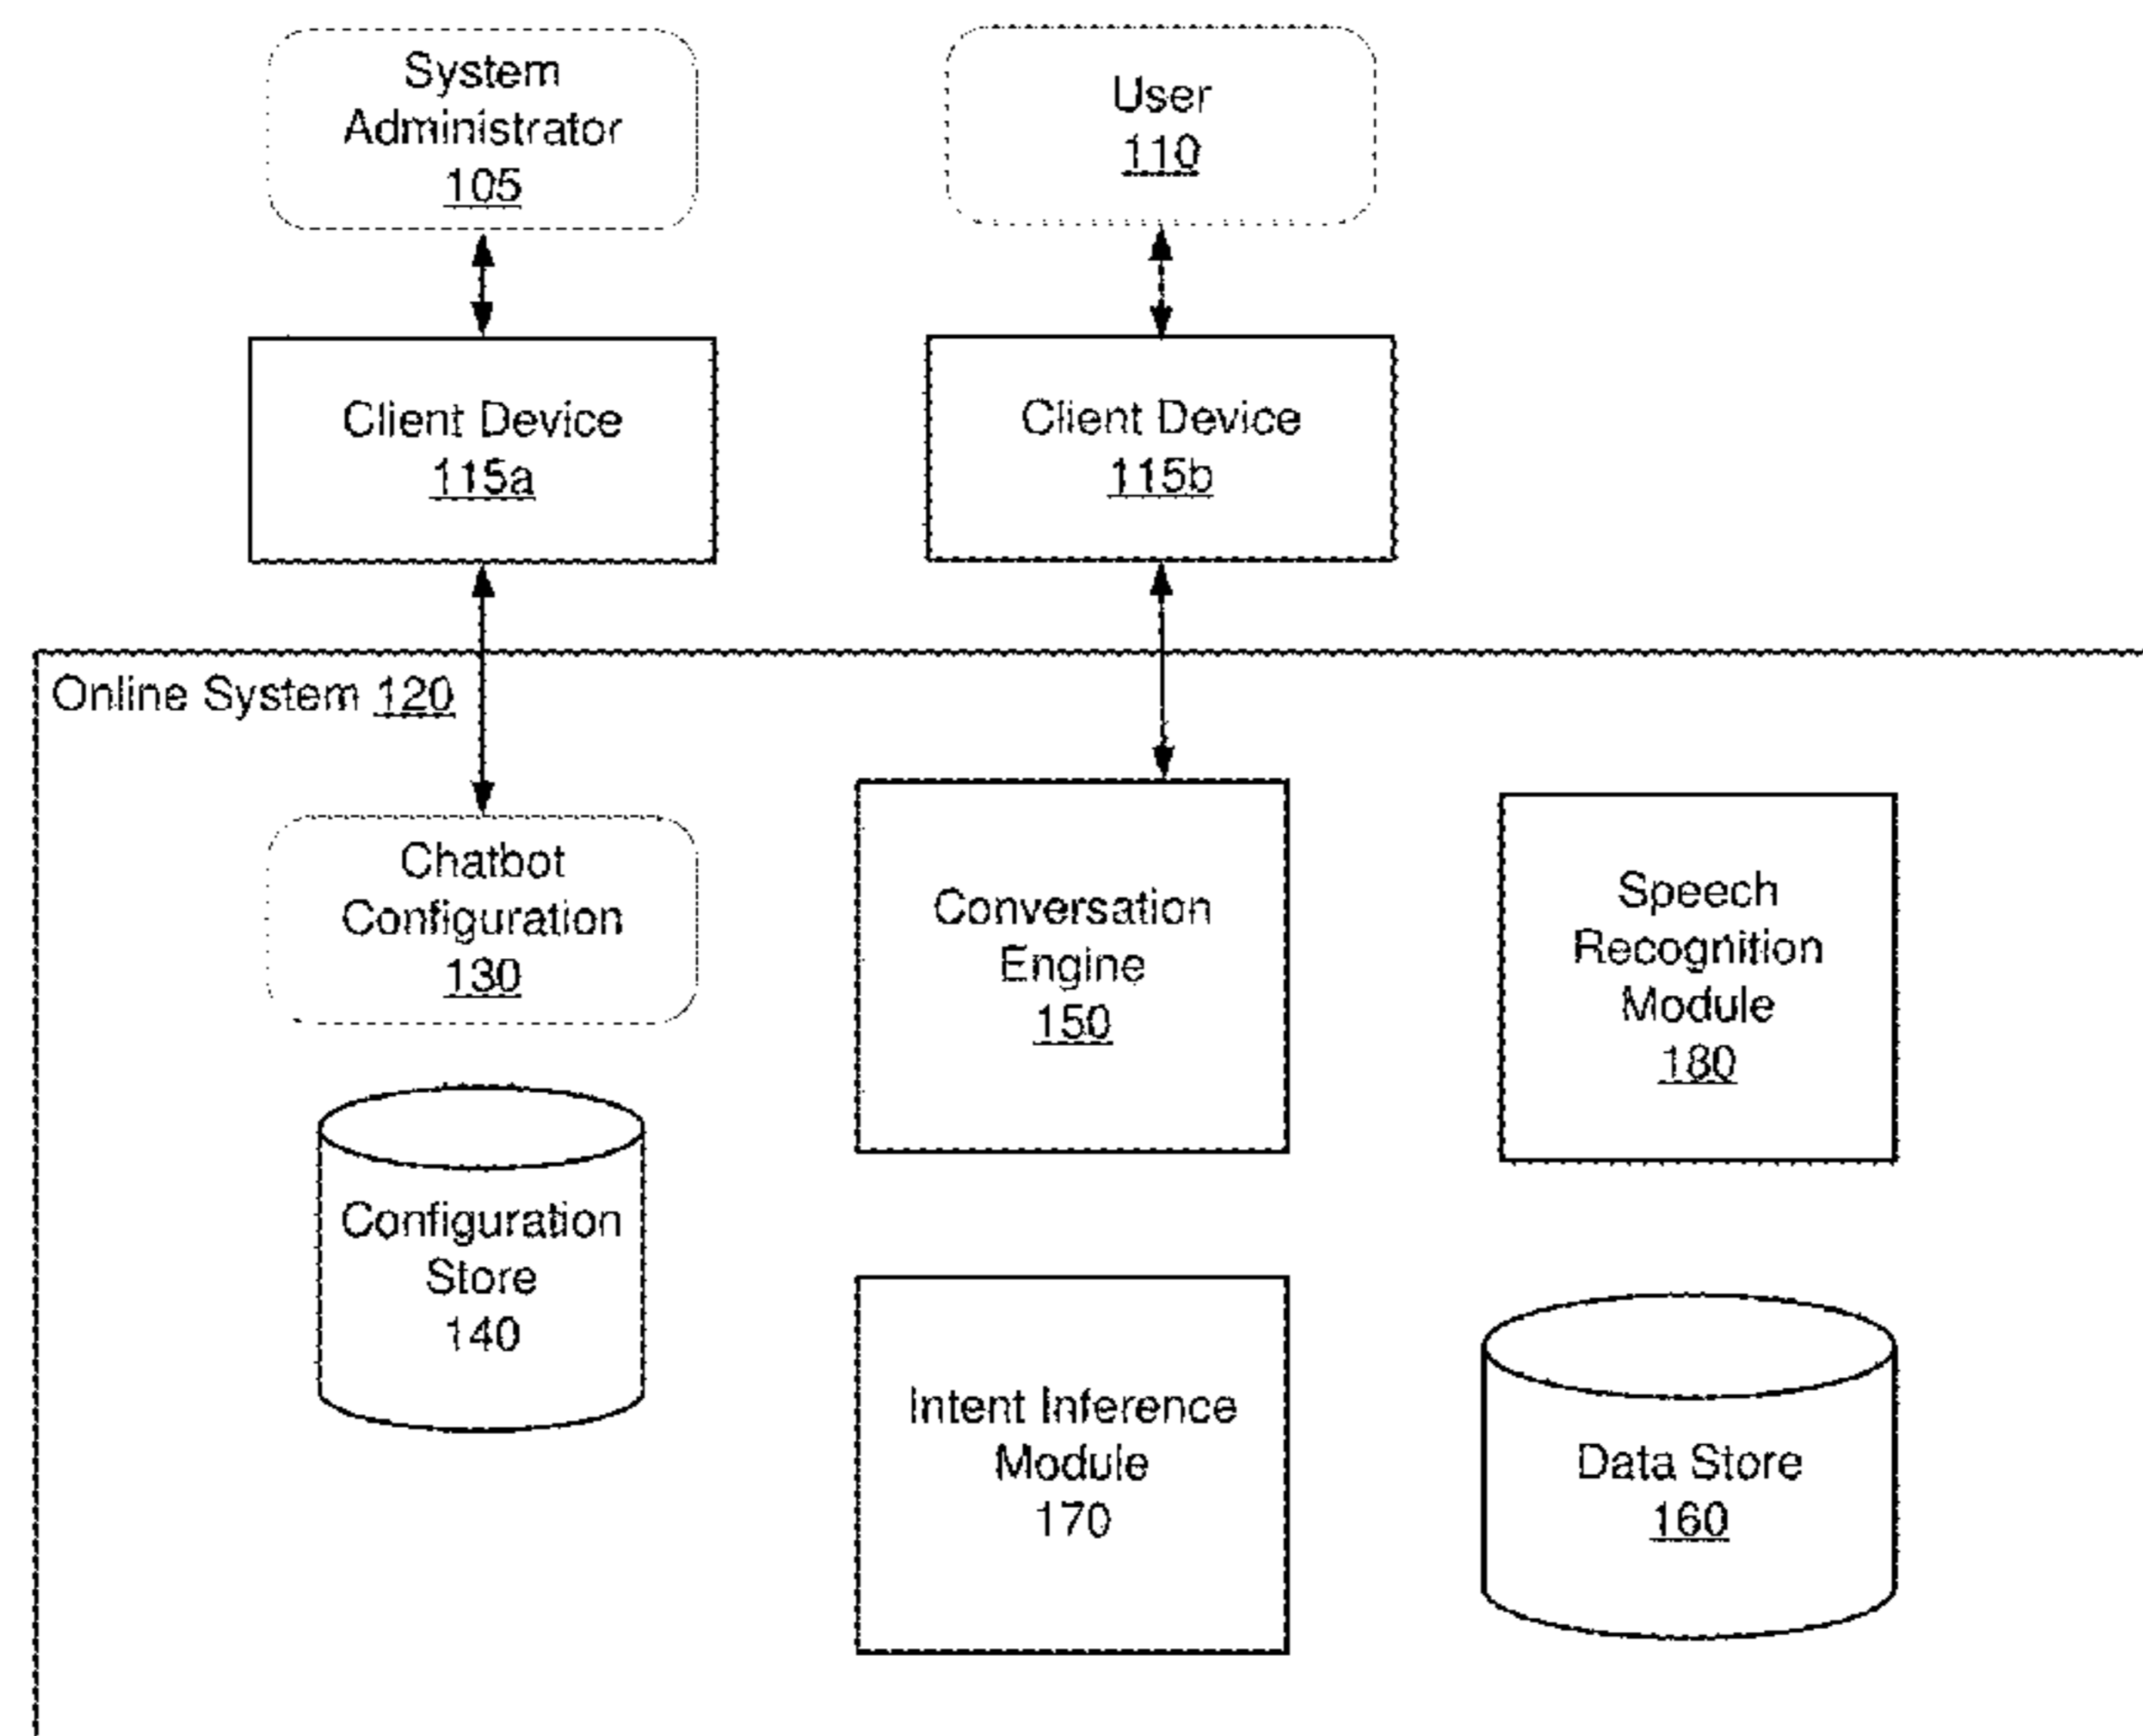 System
Administrator
105
User
110
Client Device
115a
Client Device
115b
Online System 120
Chatbot
Configuration
130
Conversation
Engine
150
Speech
Recognition
Module
180
Configuration
Store
140
Intent Inference
Module
170
Data Store
160